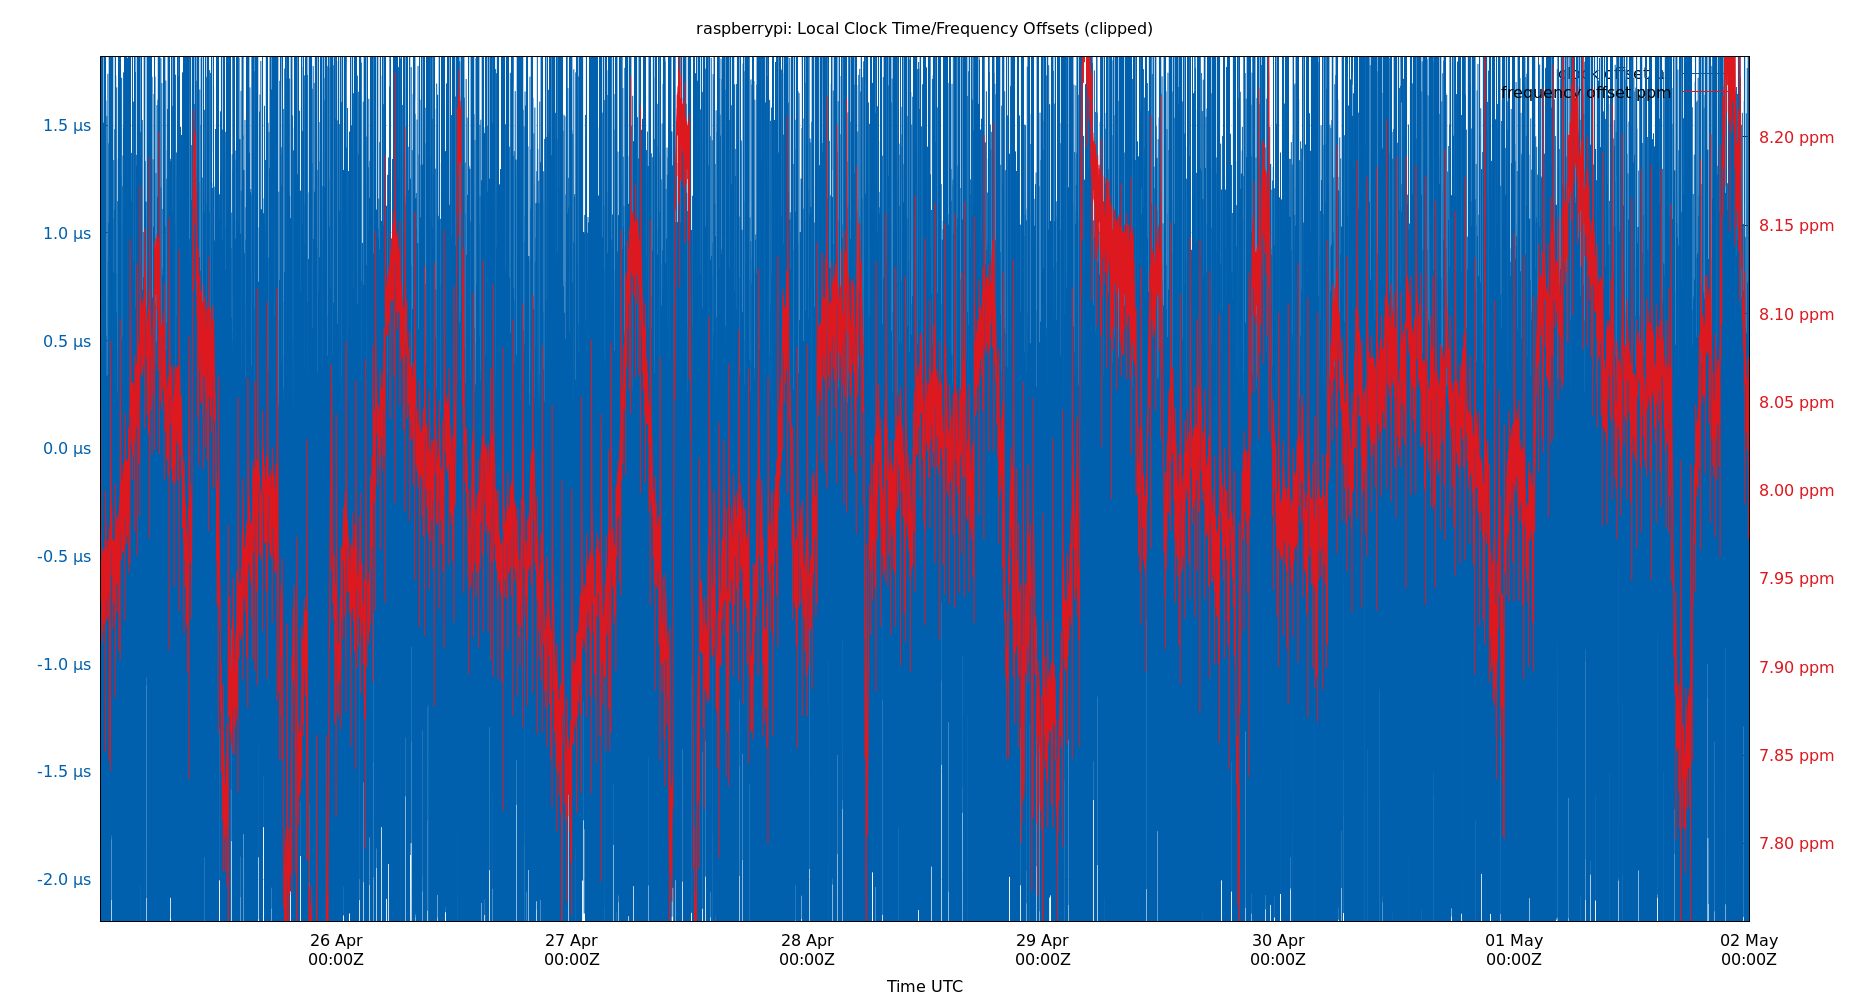 raspberrypi: Local Clock Time/Frequency Offsets (clipped)
clock offset
frequency offset ppm
1.5 µs
1.0 µs
0.5 µs
0.0 µs
-0.5 µs
-1.0 µs
-1.5 µs
-2.0 µs
8.20 ppm
8.15 ppm
8.10 ppm
8.05 ppm
8.00 ppm
7.95 ppm
7.90 ppm
7.85 ppm
7.80 ppm
26 Apr
00:00Z
27 Apr
00:00Z
28 Apr
00:00Z
29 Apr
00:00Z
30 Apr
00:00Z
01 May
00:00Z
02 May
00:00Z
Time UTC